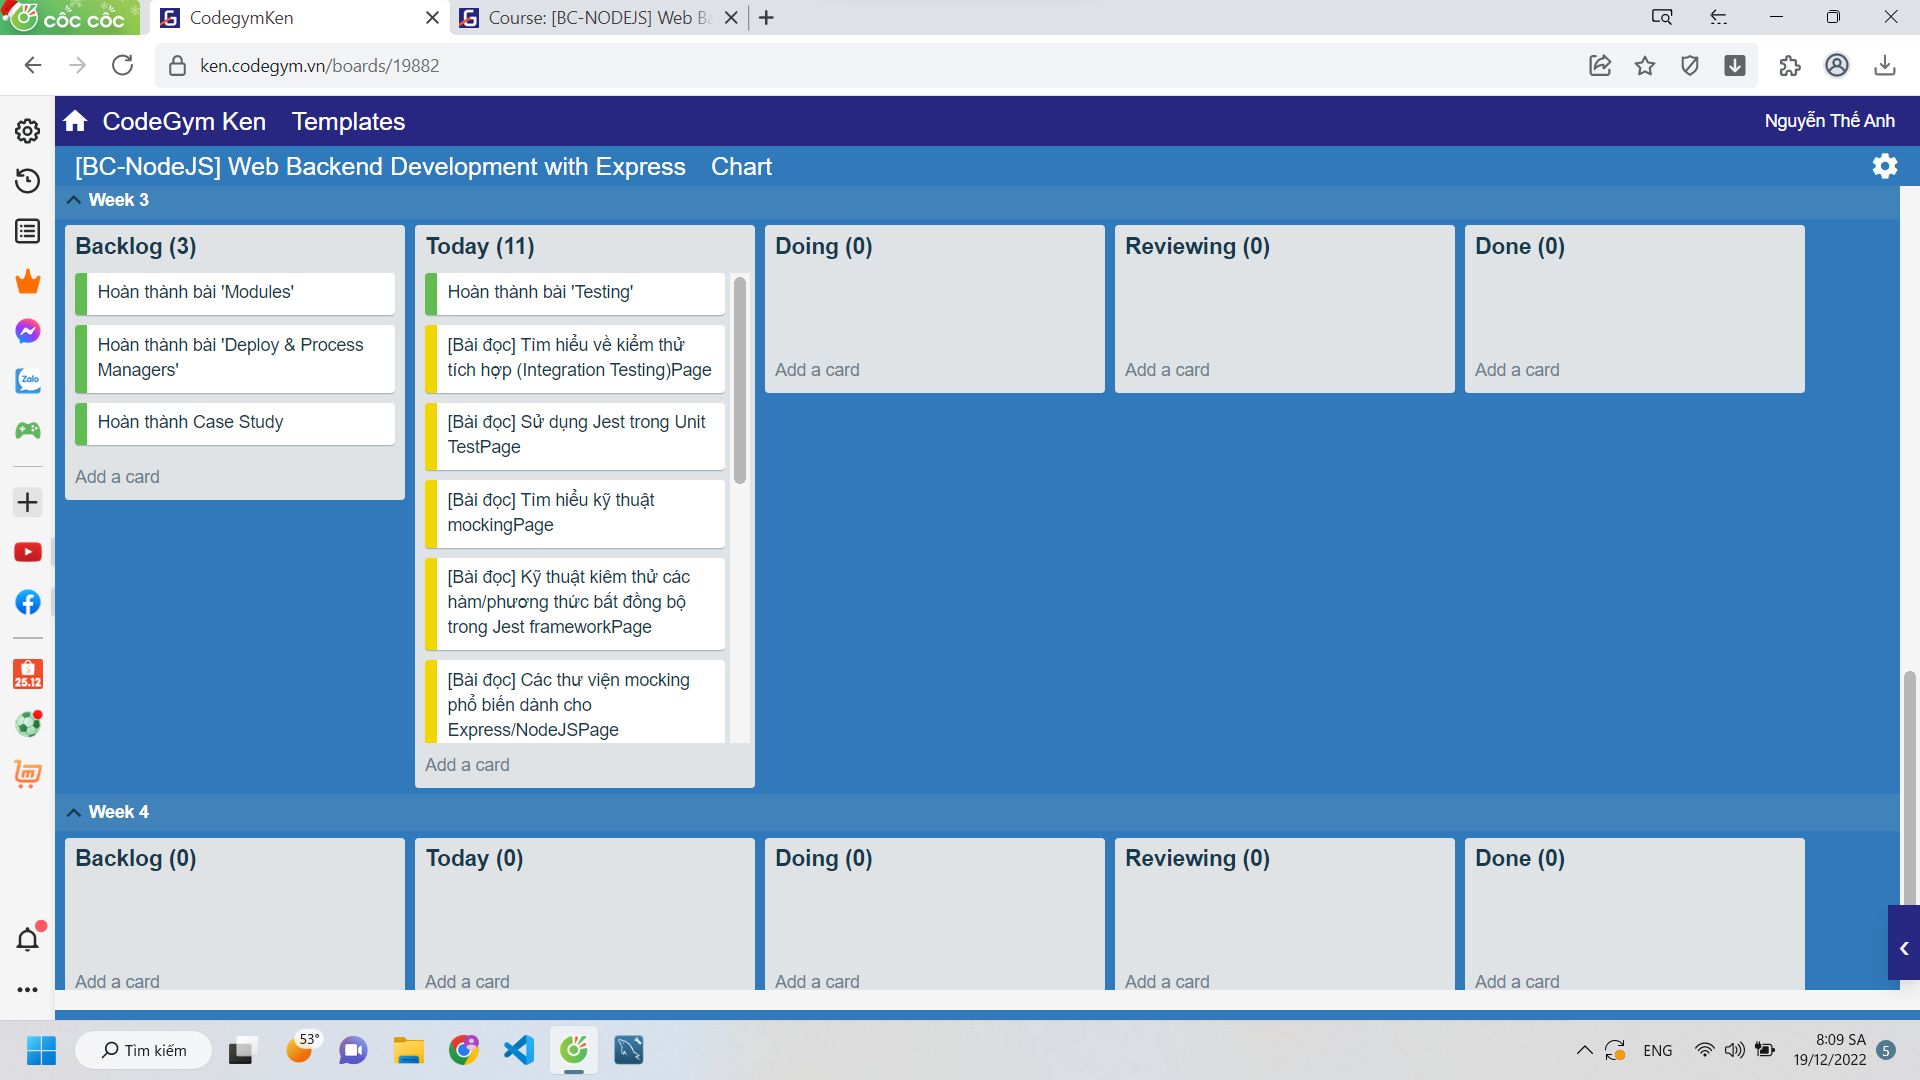 cốc cốc
CodegymKen
Course: [BC-NODEJS] Web Ba
ken.codegym.vn/boards/19882
CodeGym Ken
Templates
Nguyễn Thế Anh
[BC-NodeJS] Web Backend Development with Express
Chart
Week 3
Backlog (3)
Hoàn thành bài 'Modules'
Hoàn thành bài 'Deploy & Process
Managers'
Hoàn thành Case Study
Add a card
Today (11)
Hoàn thành bài 'Testing'
[Bài đọc] Tìm hiểu về kiểm thử
tích hợp (Integration Testing)Page
[Bài đọc] Sử dụng Jest trong Unit
TestPage
[Bài đọc] Tìm hiểu kỹ thuật
mockingPage
[Bài đọc] Kỹ thuật kiêm thử các
hàm/phương thức bất đồng bộ
trong Jest frameworkPage
[Bài đọc] Các thư viện mocking
phổ biến dành cho
Express/NodeJSPage
Add a card
Doing (0)
Add a card
Reviewing (0)
Add a card
Done (0)
Add a card
Week 4
Backlog (0)
Add a card
Today (0)
Add a card
Doing (0)
Add a card
Reviewing (0)
Add a card
Done (0)
Add a card
Zalo
25.12
Tìm kiếm
53°
ENG
8:09 SA
19/12/2022
5